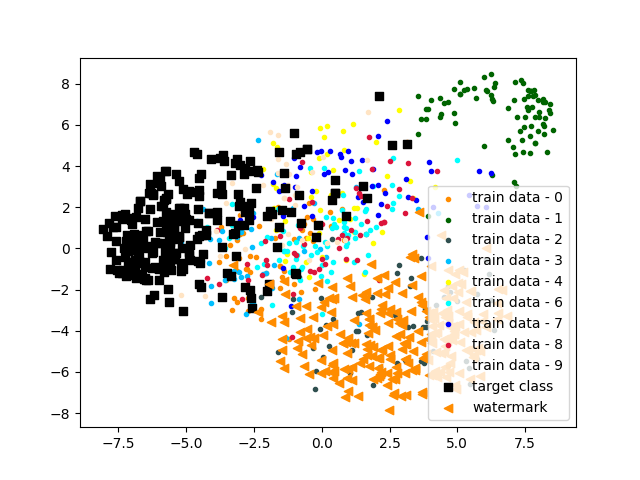 8
6
4
2
0
−2
−4
−6
−8
−7.5 −5.0 −2.5 0.0 2.5 5.0 7.5
train data - 0
train data - 1
train data - 2
train data - 3
train data - 4
train data - 6
train data - 7
train data - 8
train data - 9
target class
watermark